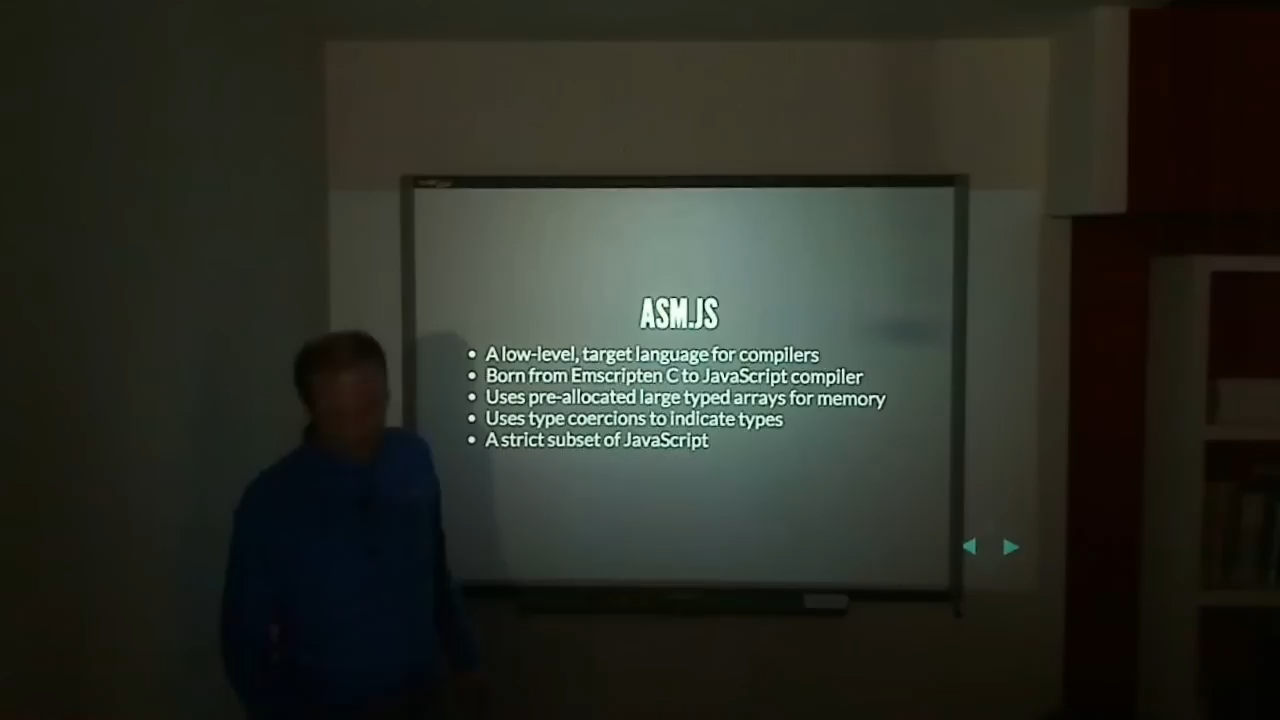 ASM.JS
• A low-level, target language for compilers
• Born from Emscripten C to JavaScript compiler
• Uses pre-allocated large typed arrays for memory
• Uses type coercions to indicate types
• A strict subset of JavaScript